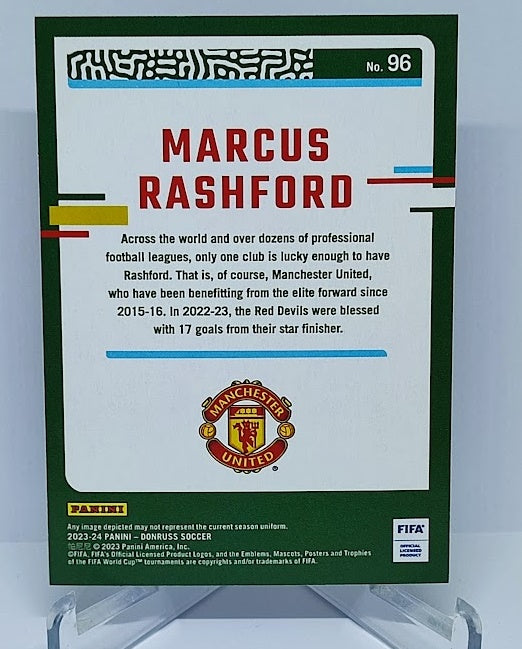 No. 96
MARCUS
RASHFORD
Across the world and over dozens of professional
football leagues, only one club is lucky enough to have
Rashford. That is, of course, Manchester United,
who have been benefitting from the elite forward since
2015-16. In 2022-23, the Red Devils were blessed
with 17 goals from their star finisher.
MANCHESTER
UNITED
®
PANINI
Any image depicted may not represent the current season uniform.
2023-24 PANINI – DONRUSS SOCCER
帕尼尼 © 2023 Panini America, Inc.
©FIFA, FIFA's Official Licensed Product Logos, and the Emblems, Mascots, Posters and Trophies
of the FIFA World Cup™ tournaments are copyrights and/or trademarks of FIFA.
FIFA®
OFFICIAL
LICENSED
PRODUCT